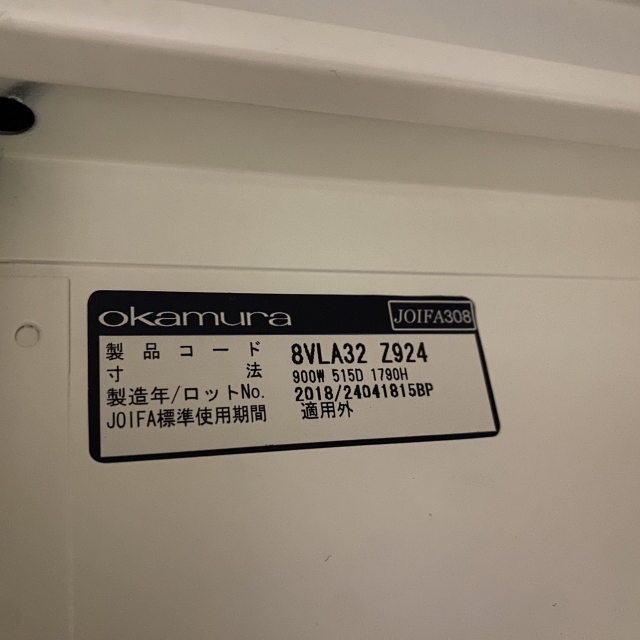 okamura JOIFA308
製品コード 8VLA32 Z924
寸法 900W 515D 1790H
製造年/ロットNo. 2018/24041815BP
JOIFA標準使用期間 適用外